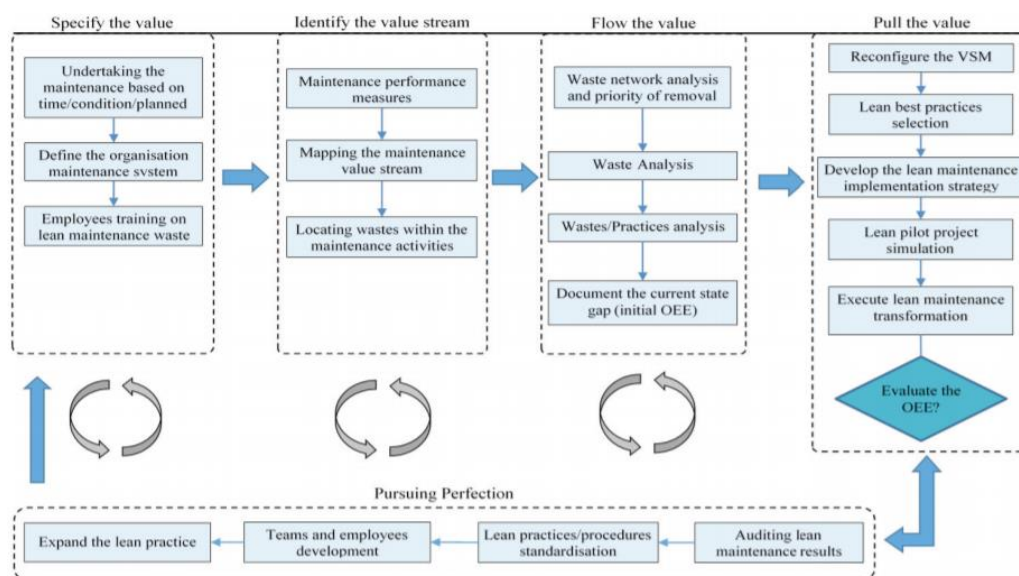 Specify the value
Undertaking the
maintenance based on
time/condition/planned
Define the organisation
maintenance system
Employees training on
lean maintenance waste
Identify the value stream
Maintenance performance
measures
Mapping the maintenance
value stream
Locating wastes within the
maintenance activities
Flow the value
Waste network analysis
and priority of removal
Waste Analysis
Wastes/Practices analysis
Document the current state
gap (initial OEE)
Pull the value
Reconfigure the VSM
Lean best practices
selection
Develop the lean maintenance
implementation strategy
Lean pilot project
simulation
Execute lean maintenance
transformation
Evaluate the
OEE?
Pursuing Perfection
Expand the lean practice
Teams and employees
development
Lean practices/procedures
standardisation
Auditing lean
maintenance results